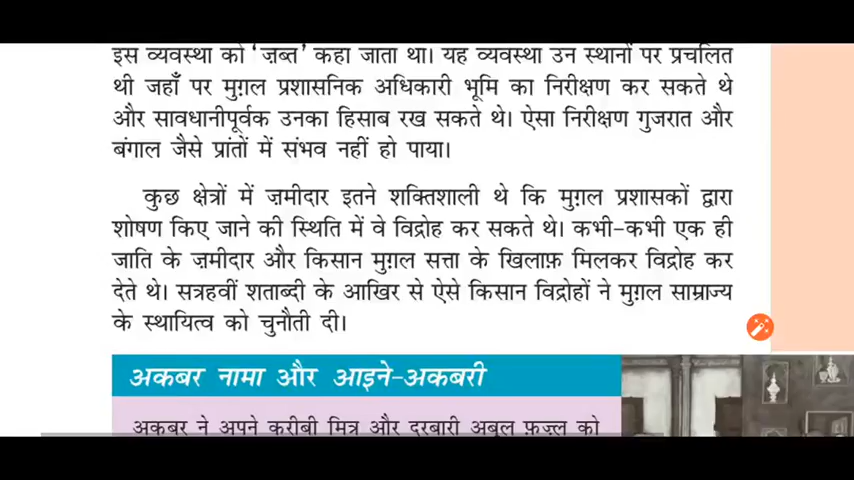 इस व्यवस्था को ‘ज़ब्त’ कहा जाता था। यह व्यवस्था उन स्थानों पर प्रचलित
थी जहाँ पर मुग़ल प्रशासनिक अधिकारी भूमि का निरीक्षण कर सकते थे
और सावधानीपूर्वक उनका हिसाब रख सकते थे। ऐसा निरीक्षण गुजरात और
बंगाल जैसे प्रांतों में संभव नहीं हो पाया।
कुछ क्षेत्रों में ज़मीदार इतने शक्तिशाली थे कि मुग़ल प्रशासकों द्वारा
शोषण किए जाने की स्थिति में वे विद्रोह कर सकते थे। कभी-कभी एक ही
जाति के ज़मीदार और किसान मुग़ल सत्ता के खिलाफ़ मिलकर विद्रोह कर
देते थे। सत्रहवीं शताब्दी के आखिर से ऐसे किसान विद्रोहों ने मुग़ल साम्राज्य
के स्थायित्व को चुनौती दी।
अकबर नामा और आइने-अकबरी
अकबर ने अपने करीबी मित्र और दरबारी अबुल फ़ज़्ल को